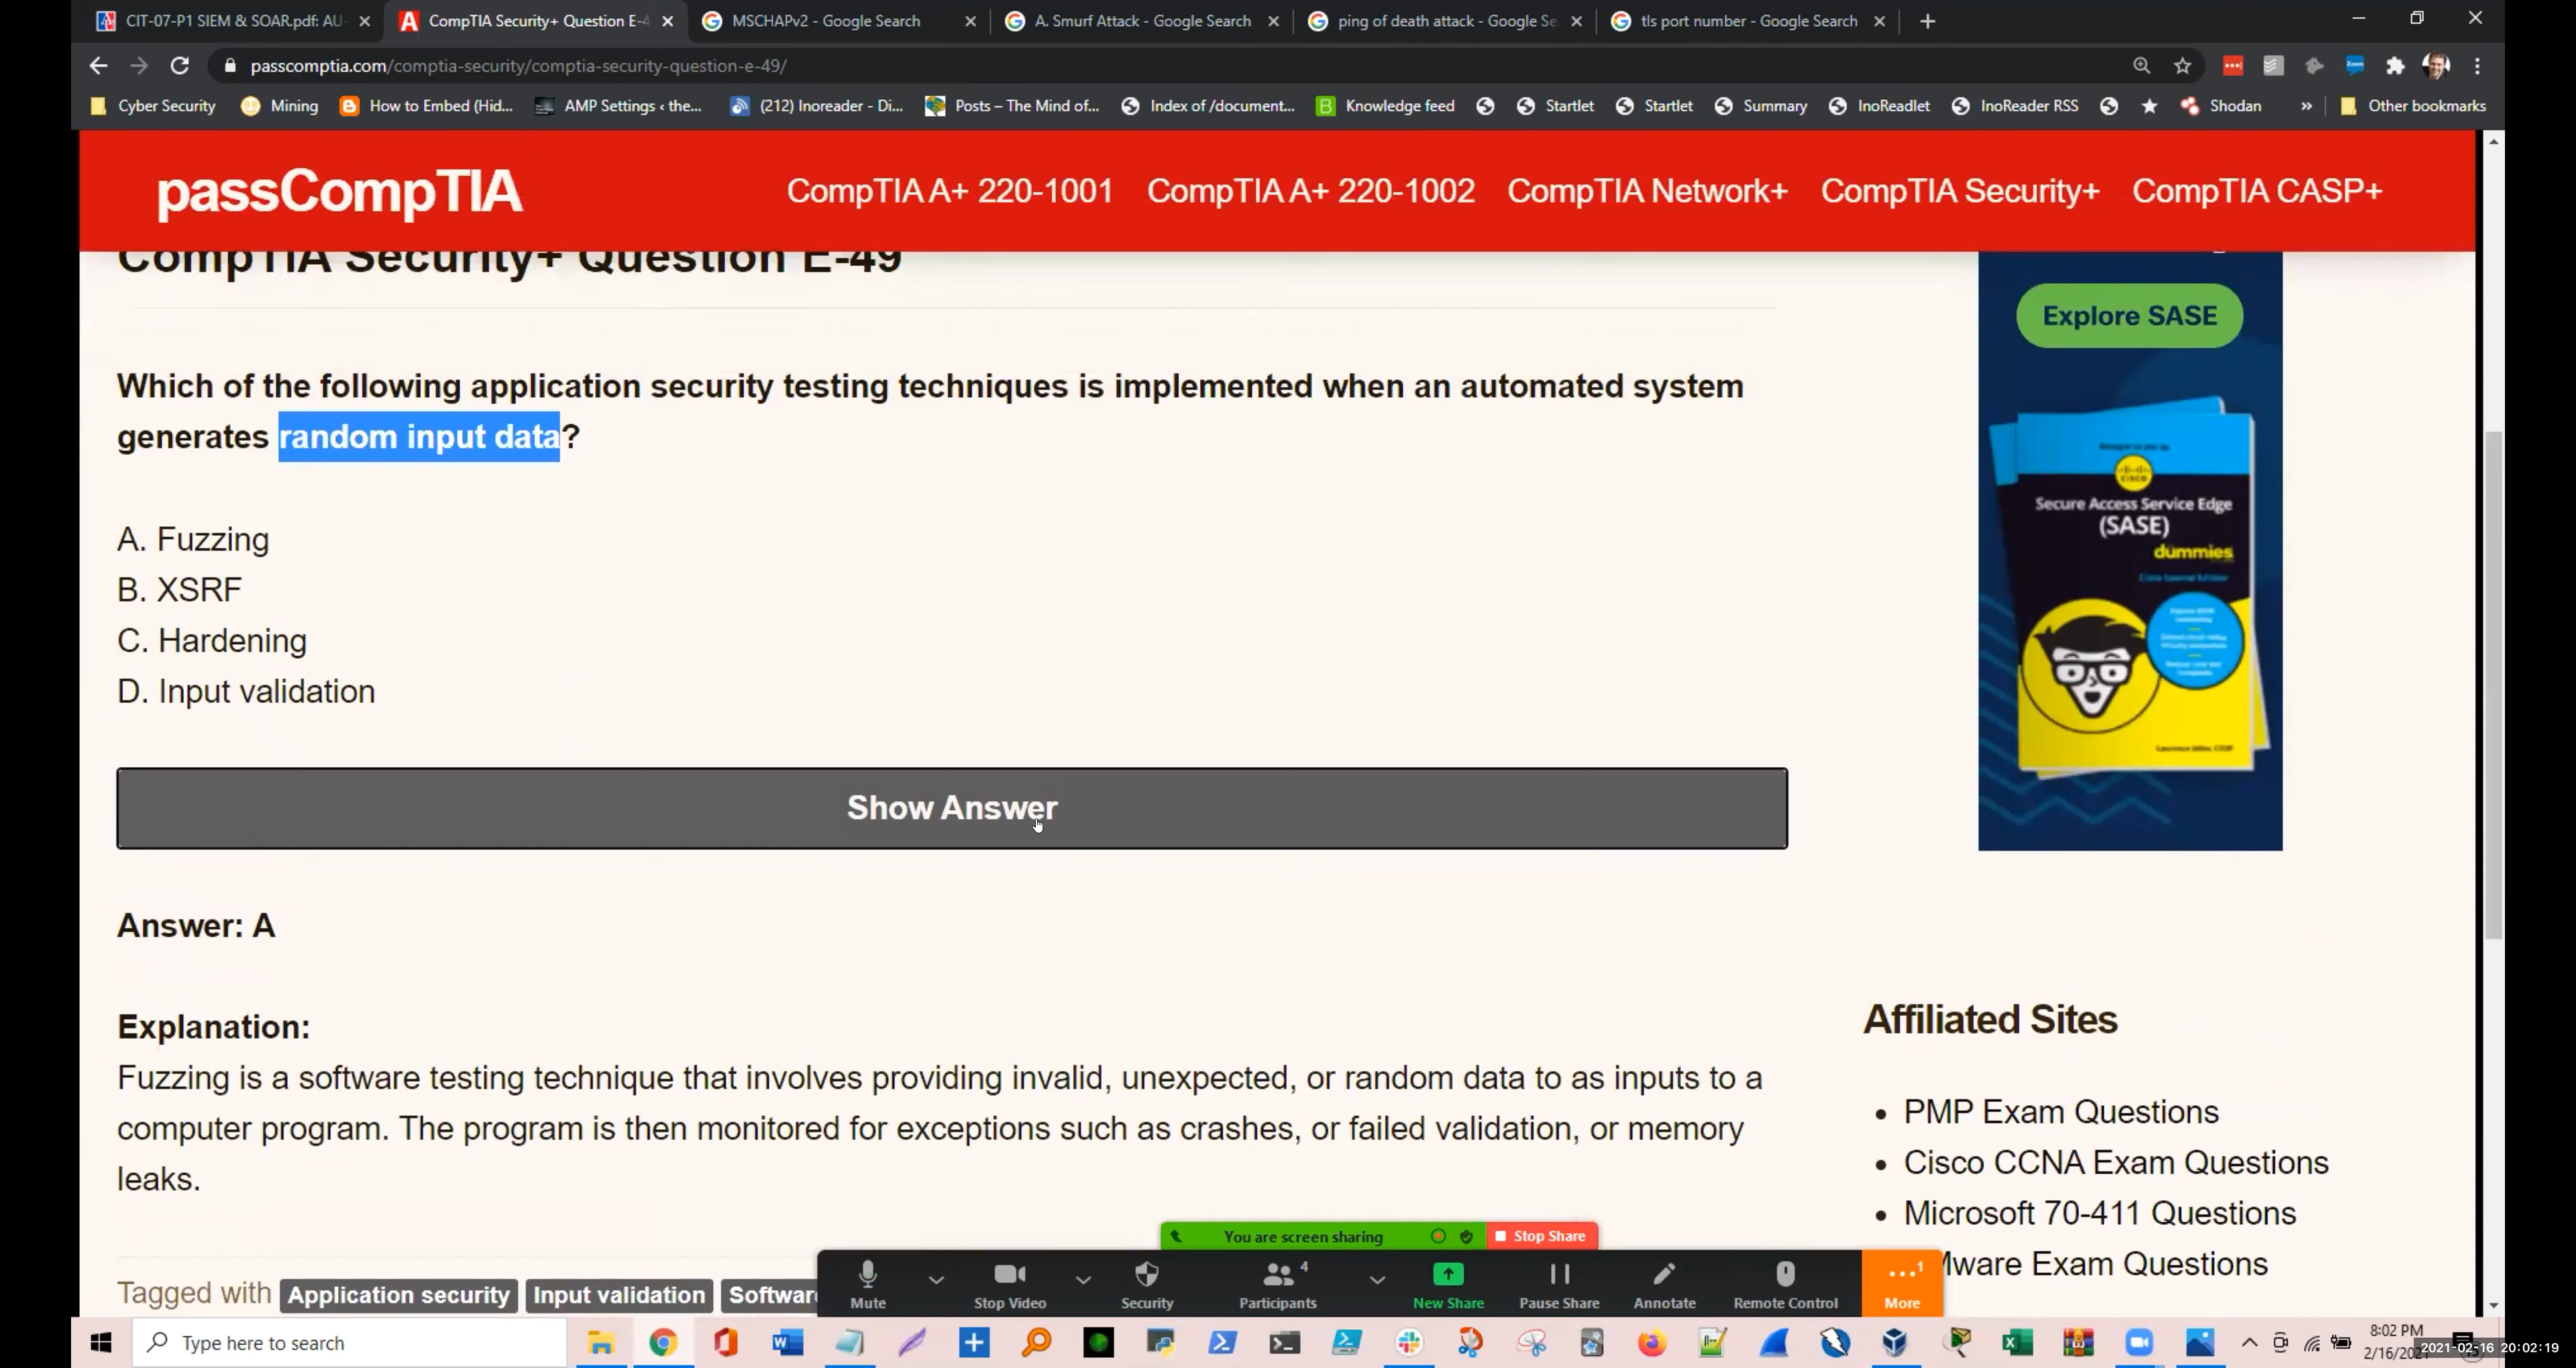 CIT-07-P1 SIEM & SOAR.pdf: AU-
CompTIA Security+ Question E-4
MSCHAPv2 - Google Search
A. Smurf Attack - Google Search
ping of death attack - Google Se
tls port number - Google Search
passcomptia.com/comptia-security/comptia-security-question-e-49/
Cyber Security
Mining
How to Embed (Hid...
AMP Settings ‹ the...
(212) Inoreader - Di...
Posts – The Mind of...
Index of /document...
Knowledge feed
Startlet
Startlet
Summary
InoReadlet
InoReader RSS
Shodan
»
Other bookmarks
passCompTIA
CompTIA A+ 220-1001
CompTIA A+ 220-1002
CompTIA Network+
CompTIA Security+
CompTIA CASP+
CompTIA Security+ Question E-49
Which of the following application security testing techniques is implemented when an automated system
generates random input data?
A. Fuzzing
B. XSRF
C. Hardening
D. Input validation
Show Answer
Answer: A
Explanation:
Fuzzing is a software testing technique that involves providing invalid, unexpected, or random data to as inputs to a
computer program. The program is then monitored for exceptions such as crashes, or failed validation, or memory
leaks.
Tagged with Application security Input validation Software
Explore SASE
CISCO
Secure Access Service Edge
(SASE)
dummies
Affiliated Sites
• PMP Exam Questions
• Cisco CCNA Exam Questions
• Microsoft 70-411 Questions
Mware Exam Questions
You are screen sharing
Stop Share
Mute
Stop Video
Security
Participants
4
New Share
Pause Share
Annotate
Remote Control
More
1
Type here to search
8:02 PM
2/16/202
2021-02-16 20:02:19